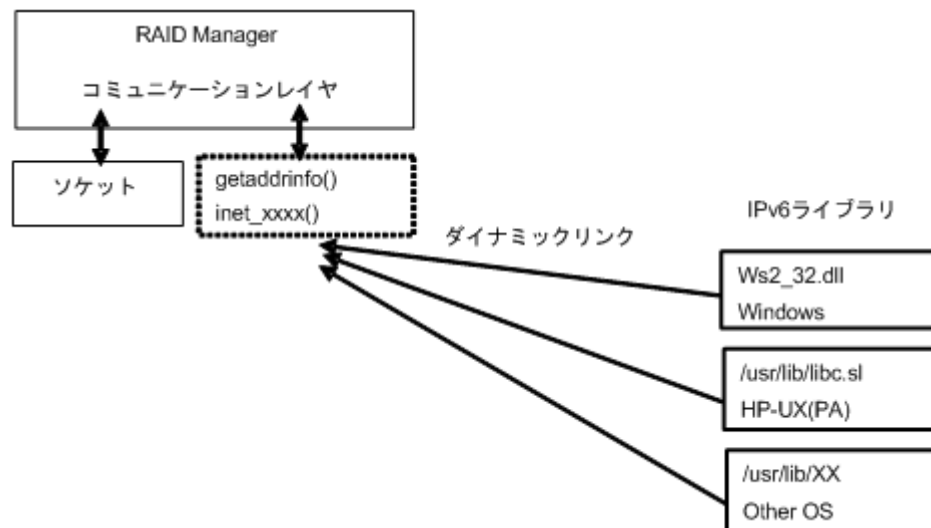 RAID Manager
コミュニケーションレイヤ
ソケット
getaddrinfo()
inet_xxxx()
ダイナミックリンク
IPv6ライブラリ
Ws2_32.dll
Windows
/usr/lib/libc.sl
HP-UX(PA)
/usr/lib/XX
Other OS